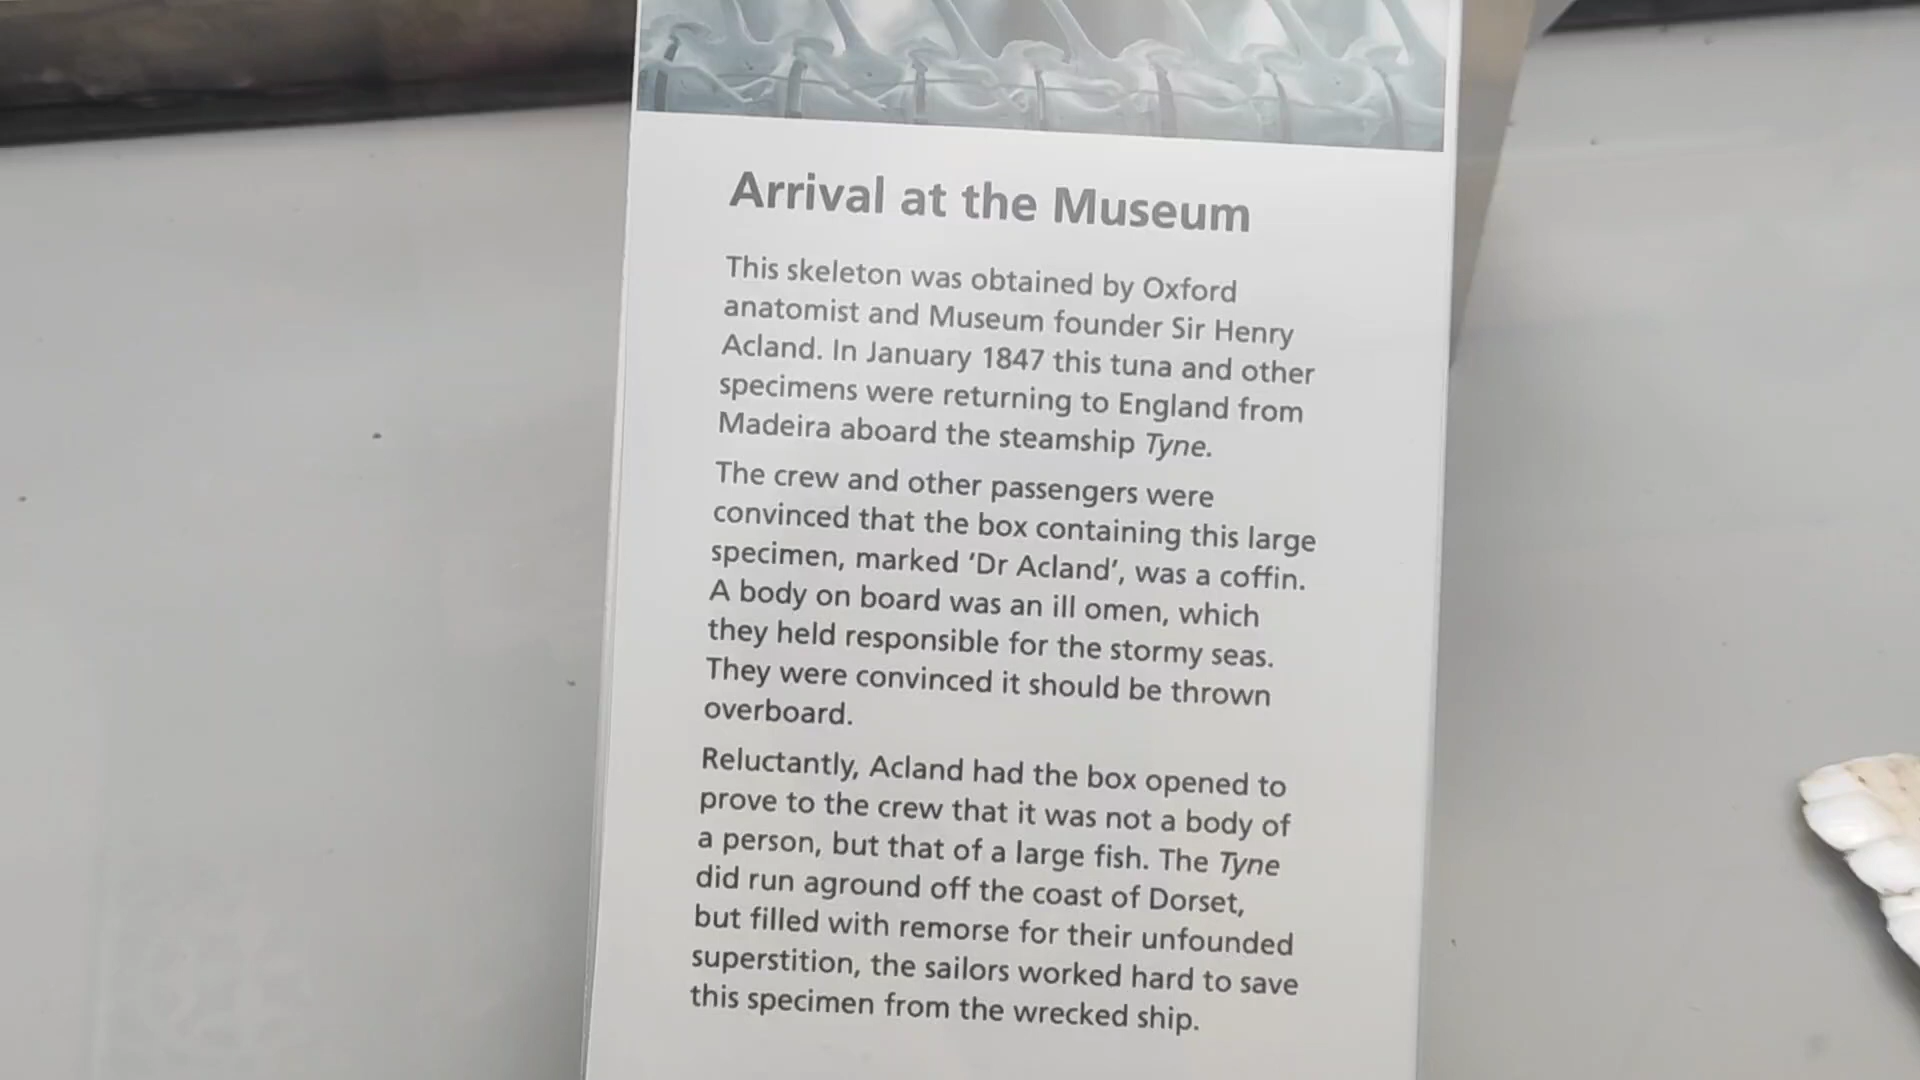 Arrival at the Museum
This skeleton was obtained by Oxford
anatomist and Museum founder Sir Henry
Acland. In January 1847 this tuna and other
specimens were returning to England from
Madeira aboard the steamship Tyne.
The crew and other passengers were
convinced that the box containing this large
specimen, marked ‘Dr Acland’, was a coffin.
A body on board was an ill omen, which
they held responsible for the stormy seas.
They were convinced it should be thrown
overboard.
Reluctantly, Acland had the box opened to
prove to the crew that it was not a body of
a person, but that of a large fish. The Tyne
did run aground off the coast of Dorset,
but filled with remorse for their unfounded
superstition, the sailors worked hard to save
this specimen from the wrecked ship.